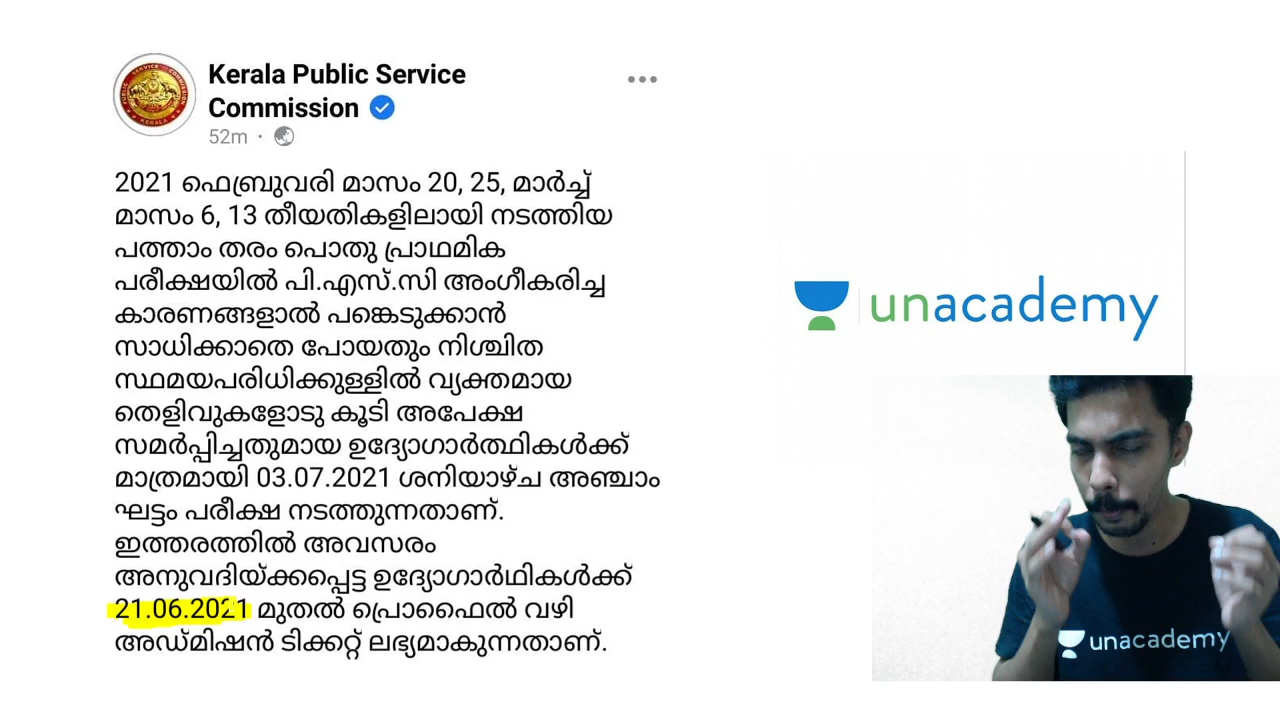 Kerala Public Service
Commission
52m
2021 ഫെബ്രുവരി മാസം 20, 25, മാർച്ച്
മാസം 6, 13 തീയതികളിലായി നടത്തിയ
പത്താം തരം പൊതു പ്രാഥമിക
പരീക്ഷയിൽ പി.എസ്.സി അംഗീകരിച്ച
കാരണങ്ങളാൽ പങ്കെടുക്കാൻ
സാധിക്കാതെ പോയതും നിശ്ചിത
സ്ഥമയപരിധിക്കുള്ളിൽ വ്യക്തമായ
തെളിവുകളോടു കൂടി അപേക്ഷ
സമർപ്പിച്ചതുമായ ഉദ്യോഗാർത്ഥികൾക്ക്
മാത്രമായി 03.07.2021 ശനിയാഴ്ച അഞ്ചാം
ഘട്ടം പരീക്ഷ നടത്തുന്നതാണ്.
ഇത്തരത്തിൽ അവസരം
അനുവദിയ്ക്കപ്പെട്ട ഉദ്യോഗാർഥികൾക്ക്
21.06.2021 മുതൽ പ്രൊഫൈൽ വഴി
അഡ്മിഷൻ ടിക്കറ്റ് ലഭ്യമാകുന്നതാണ്.
unacademy
unacademy